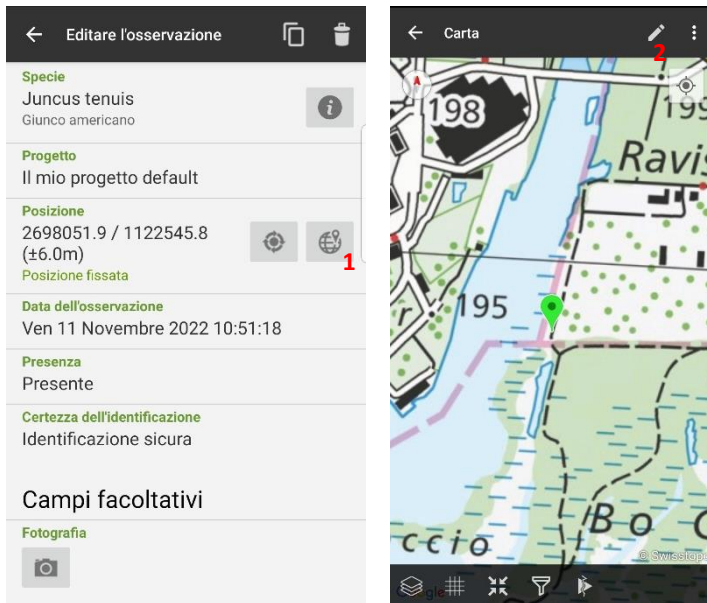 Editare l'osservazione
Specie
Juncus tenuis
Giunco americano
Progetto
Il mio progetto default
Posizione
2698051.9 / 1122545.8
(±6.0m)
Posizione fissata
1
Data dell'osservazione
Ven 11 Novembre 2022 10:51:18
Presenza
Presente
Certezza dell'identificazione
Identificazione sicura
Campi facoltativi
Fotografia
Carta
2
198
199
Ravis
r
195
Bo C
ccio
© Swisstopo
gle